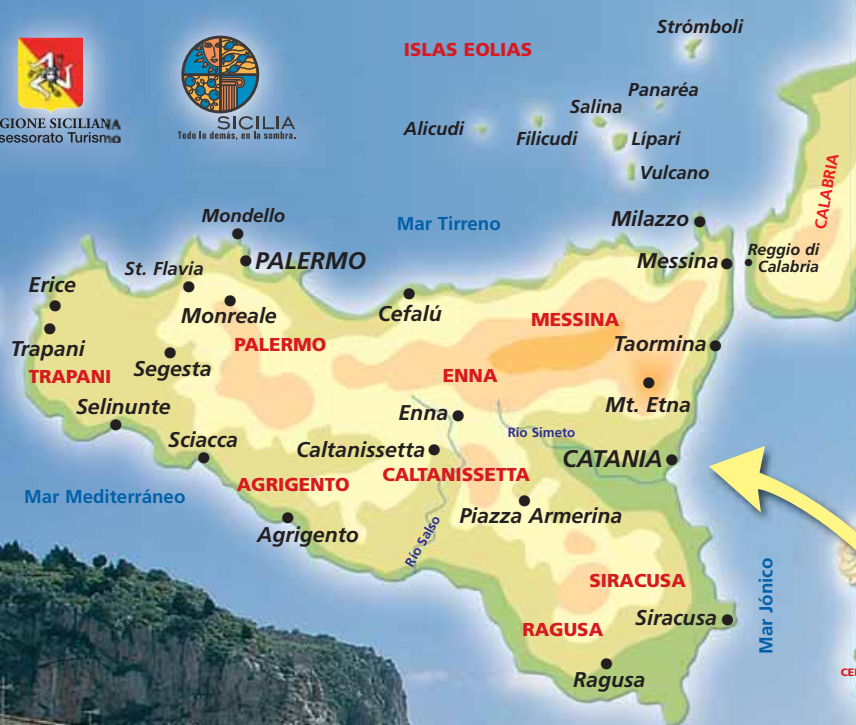 ISLAS EOLIAS
Strómboli
Panaréa
Salina
Alicudi
Filicudi
Lípari
Vulcano
GIONE SICILIANA
sessorato Turismo
SICILIA
Todo lo demás, en la sombra.
Mondello
Mar Tirreno
Milazzo
CALABRIA
PALERMO
Messina
Reggio di
Calabria
St. Flavia
Erice
Monreale
Cefalú
MESSINA
Trapani
PALERMO
Taormina
Segesta
TRAPANI
ENNA
Mt. Etna
Selinunte
Enna
Río Simeto
Sciacca
Caltanissetta
CATANIA
CALTANISSETTA
AGRIGENTO
Mar Mediterráneo
Piazza Armerina
Agrigento
Río Salso
SIRACUSA
Mar Jónico
Siracusa
RAGUSA
Ragusa
CE